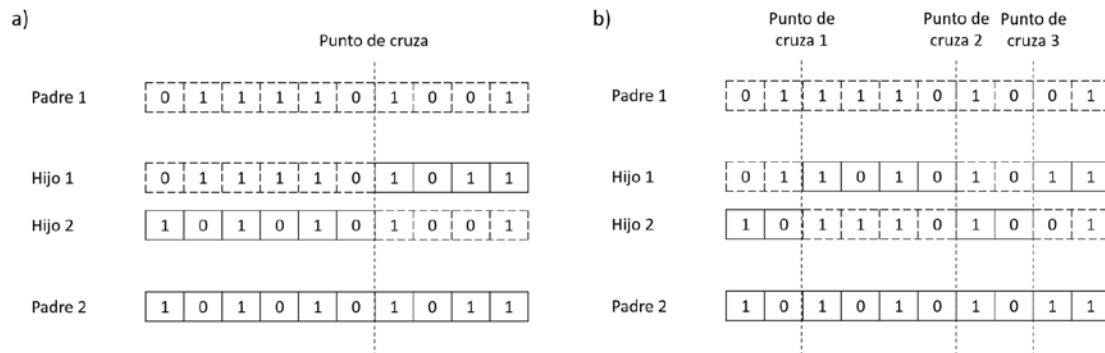 a)
Punto de cruza
Padre 1 0 1 1 1 1 0 1 0 0 1
Hijo 1 0 1 1 1 1 0 1 0 1 1
Hijo 2 1 0 1 0 1 0 1 0 0 1
Padre 2 1 0 1 0 1 0 1 0 1 1
b)
Punto de cruza 1
Punto de cruza 2
Punto de cruza 3
Padre 1 0 1 1 1 1 0 1 0 0 1
Hijo 1 0 1 1 0 1 0 1 0 1 1
Hijo 2 1 0 1 1 1 0 1 0 0 1
Padre 2 1 0 1 0 1 0 1 0 1 1